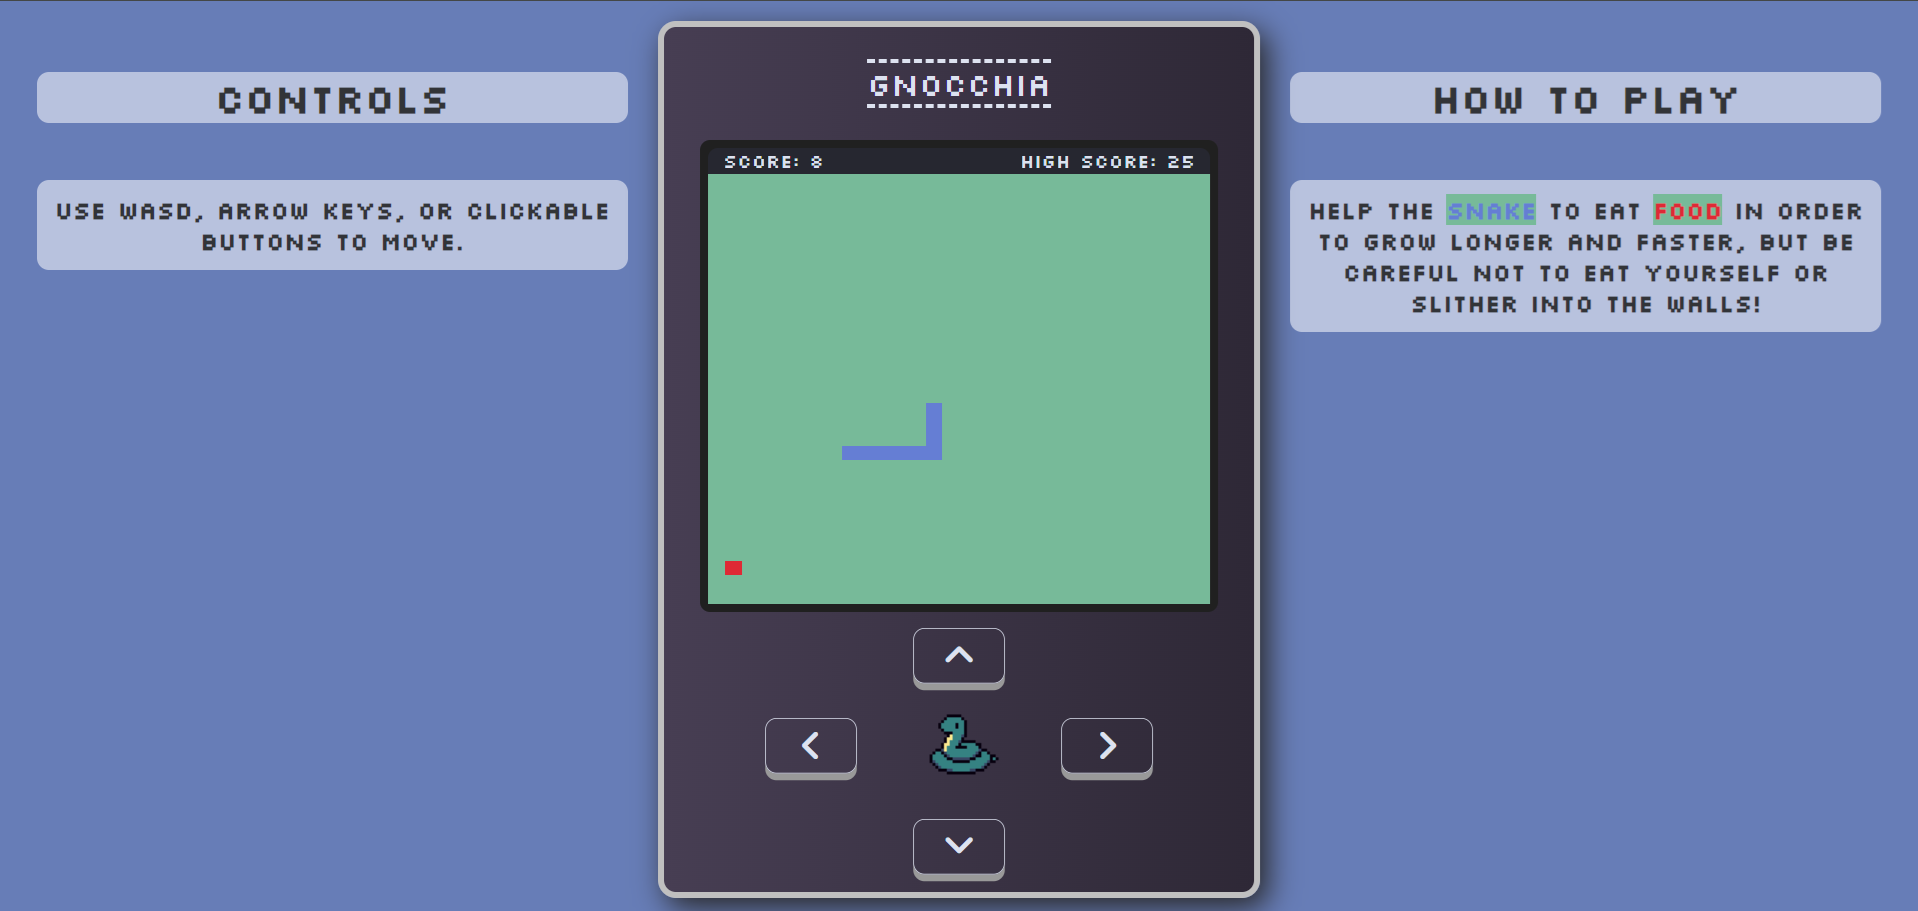 CONTROLS
USE WASD, ARROW KEYS, OR CLICKABLE
BUTTONS TO MOVE.
GNOCCHIA
SCORE: 8
HIGH SCORE: 25
HOW TO PLAY
HELP THE SNAKE TO EAT FOOD IN ORDER
TO GROW LONGER AND FASTER, BUT BE
CAREFUL NOT TO EAT YOURSELF OR
SLITHER INTO THE WALLS!